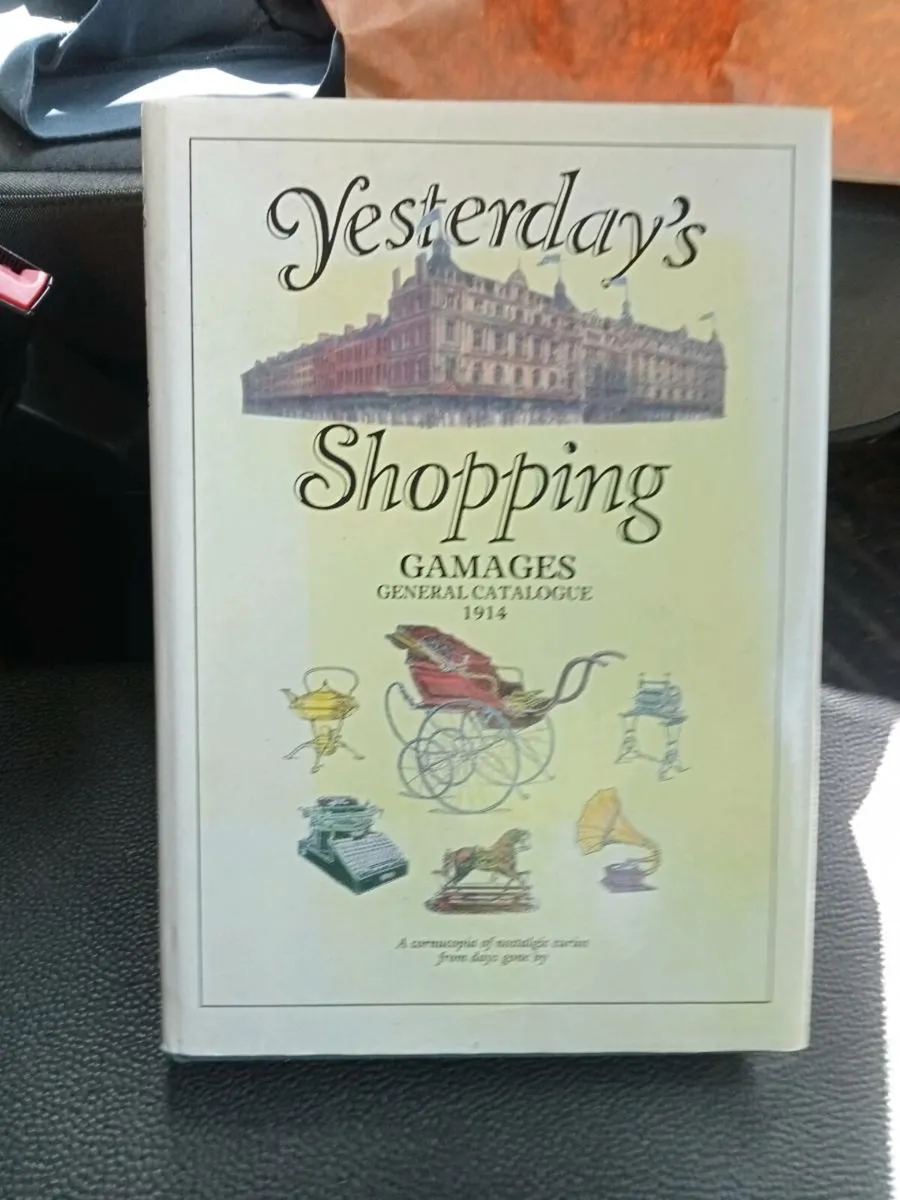 Yesterday's
Shopping
GAMAGES
GENERAL CATALOGUE
1914
A cornucopia of nostalgic curios
from days gone by